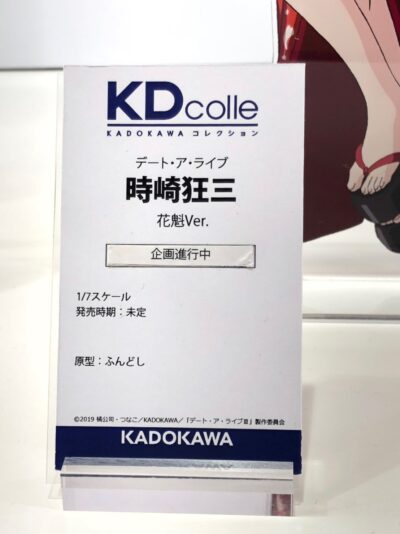 KDcolle
KADOKAWA コレクション
デート・ア・ライブ
時崎狂三
花魁Ver.
企画進行中
1/7スケール
発売時期：未定
原型：ふんどし
©2019 橘公司・つなこ／KADOKAWA／「デート・ア・ライブⅢ」製作委員会
KADOKAWA